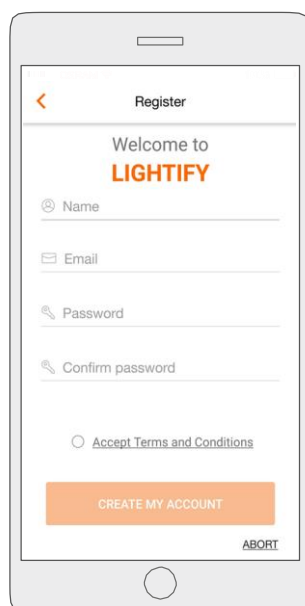 Register
Welcome to
LIGHTIFY
Name
Email
Password
Confirm password
Accept Terms and Conditions
CREATE MY ACCOUNT
ABORT